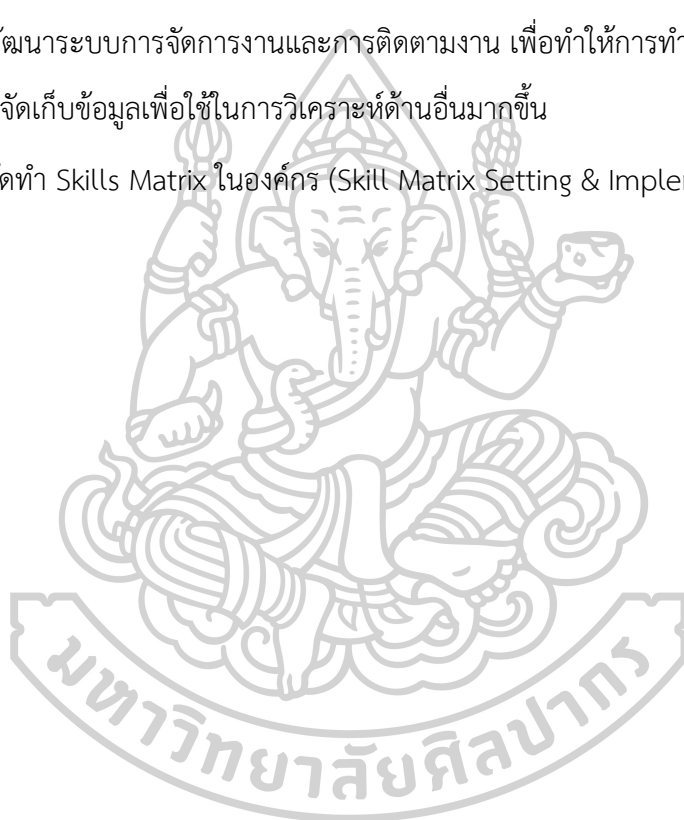 ัฒนาระบบการจัดการงานและการติดตามงาน เพื่อทำให้การทำ
จัดเก็บข้อมูลเพื่อใช้ในการวิเคราะห์ด้านอื่นมากขึ้น
ัดทำ Skills Matrix ในองค์กร (Skill Matrix Setting & Imple
มหาวิทยาลัยศิลปากร